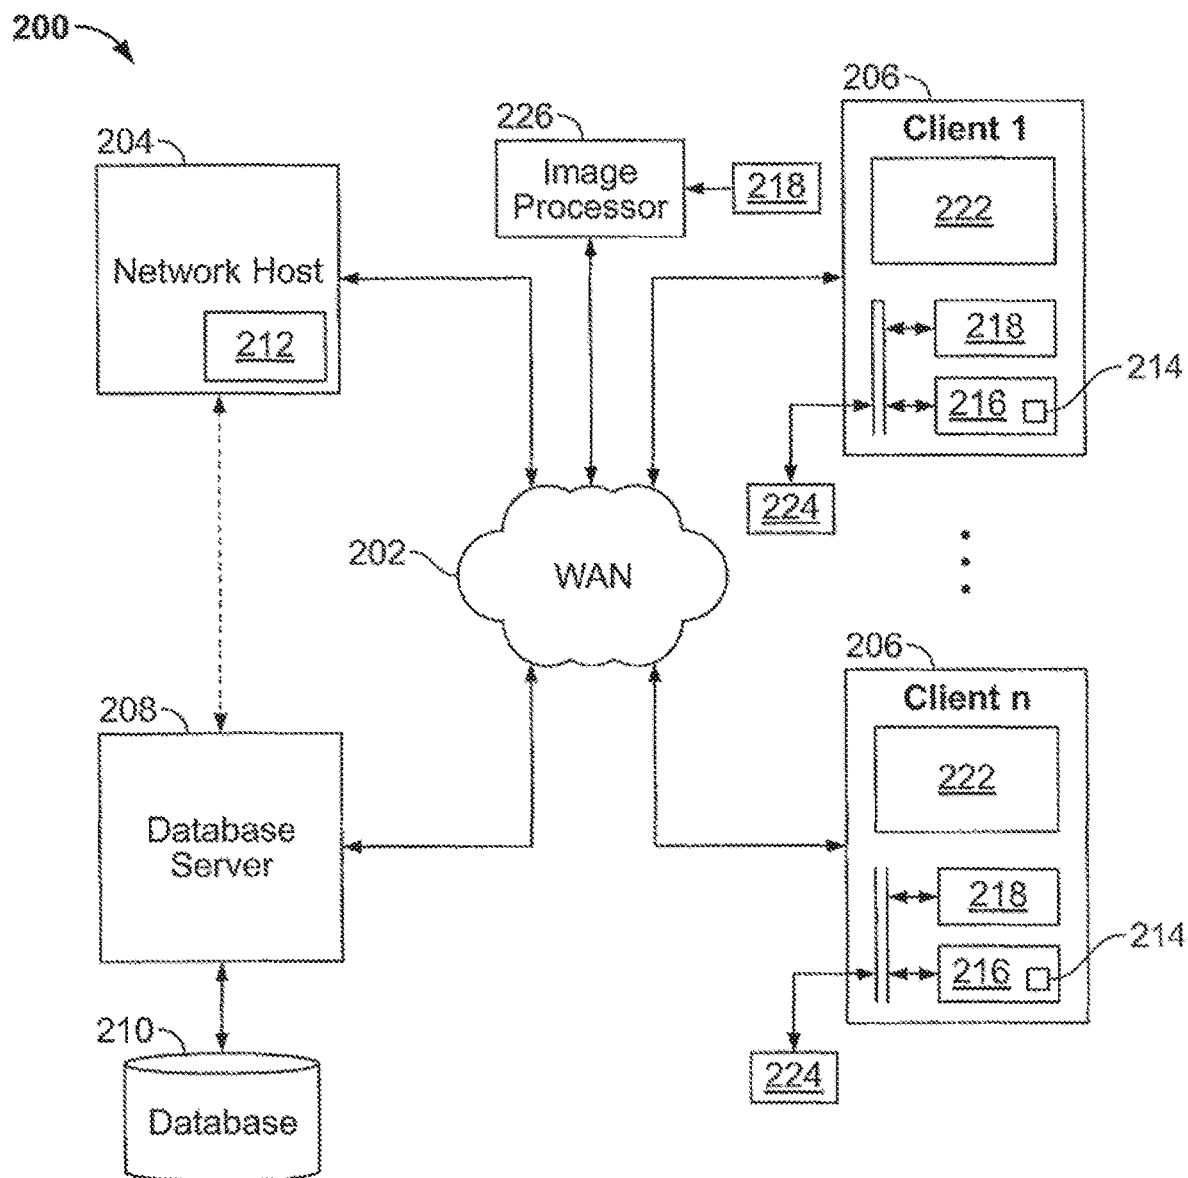 200
204
Network Host
212
226
Image
Processor
218
206
Client 1
222
218
216
214
224
202
WAN
206
Client n
222
218
216
214
224
208
Database
Server
210
Database